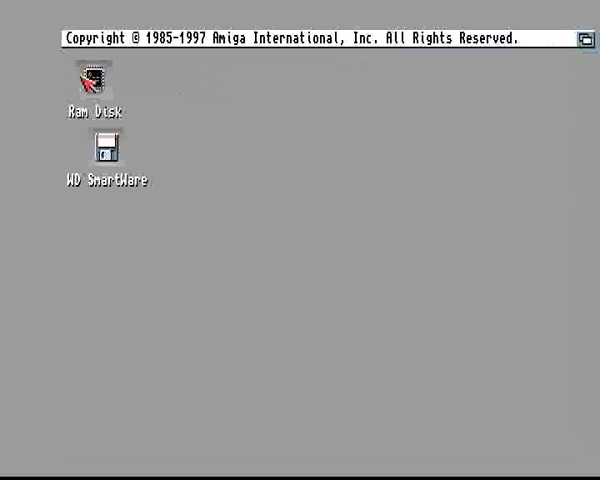 Copyright © 1985-1997 Amiga International, Inc. All Rights Reserved.
Ram Disk
WD SmartWare